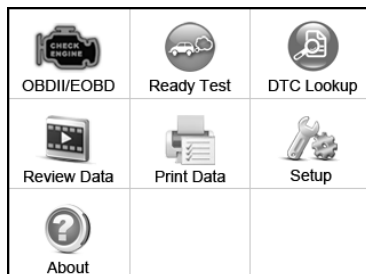 CHECK
ENGINE
OBDII/EOBD
Ready Test
DTC Lookup
Review Data
Print Data
Setup
About